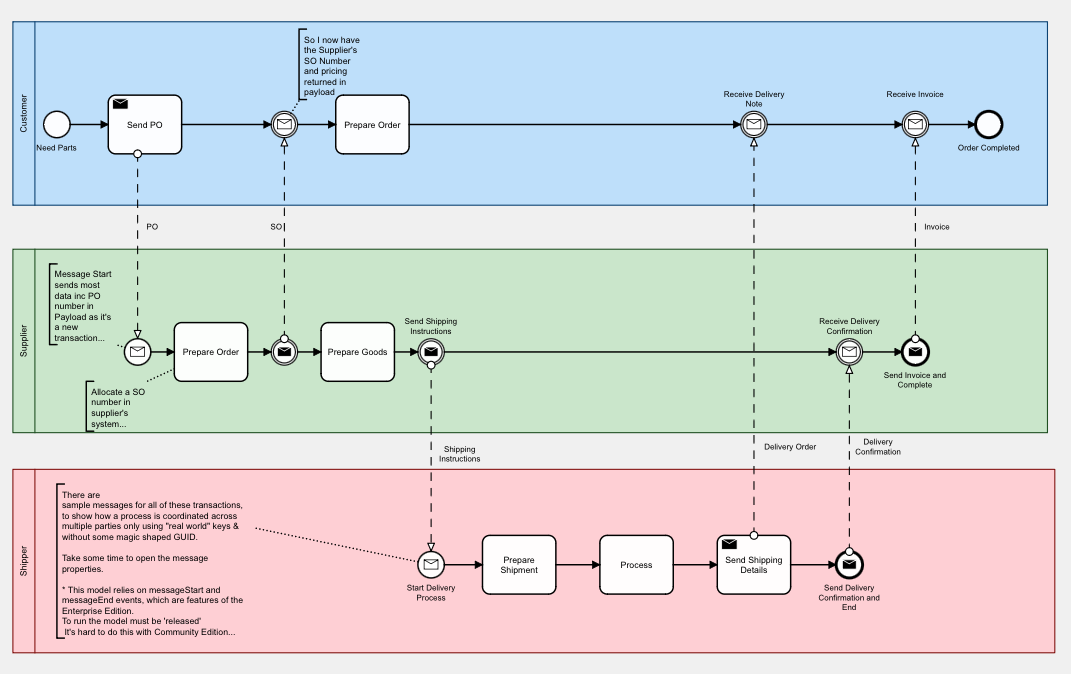 Customer
So I now have
the Supplier's
SO Number
and pricing
returned in
payload
Need Parts
Send PO
Prepare Order
Receive Delivery
Note
Receive Invoice
Order Completed
PO
SO
Invoice
Supplier
Message Start
sends most
data inc PO
number in
Payload as it's
a new
transaction...
Prepare Order
Allocate a SO
number in
supplier's
system...
Prepare Goods
Send Shipping
Instructions
Receive Delivery
Confirmation
Send Invoice and
Complete
Shipping
Instructions
Delivery Order
Delivery
Confirmation
Shipper
There are
sample messages for all of these transactions,
to show how a process is coordinated across
multiple parties only using "real world" keys &
without some magic shaped GUID.
Take some time to open the message
properties.
* This model relies on messageStart and
messageEnd events, which are features of the
Enterprise Edition.
To run the model must be 'released'
It's hard to do this with Community Edition...
Start Delivery
Process
Prepare
Shipment
Process
Send Shipping
Details
Send Delivery
Confirmation and
End